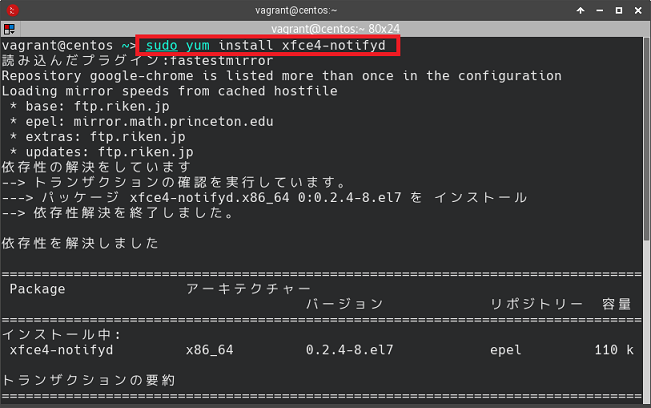 vagrant@centos:~
vagrant@centos:~ 80x24
vagrant@centos ~> sudo yum install xfce4-notifyd
読み込んだプラグイン:fastestmirror
Repository google-chrome is listed more than once in the configuration
Loading mirror speeds from cached hostfile
 * base: ftp.riken.jp
 * epel: mirror.math.princeton.edu
 * extras: ftp.riken.jp
 * updates: ftp.riken.jp
依存性の解決をしています
--> トランザクションの確認を実行しています。
---> パッケージ xfce4-notifyd.x86_64 0:0.2.4-8.el7 を インストール
--> 依存性解決を終了しました。
依存性を解決しました
================================================================================
 Package アーキテクチャー
バージョン リポジトリー 容量
================================================================================
インストール中:
 xfce4-notifyd x86_64 0.2.4-8.el7 epel 110 k
トランザクションの要約
================================================================================